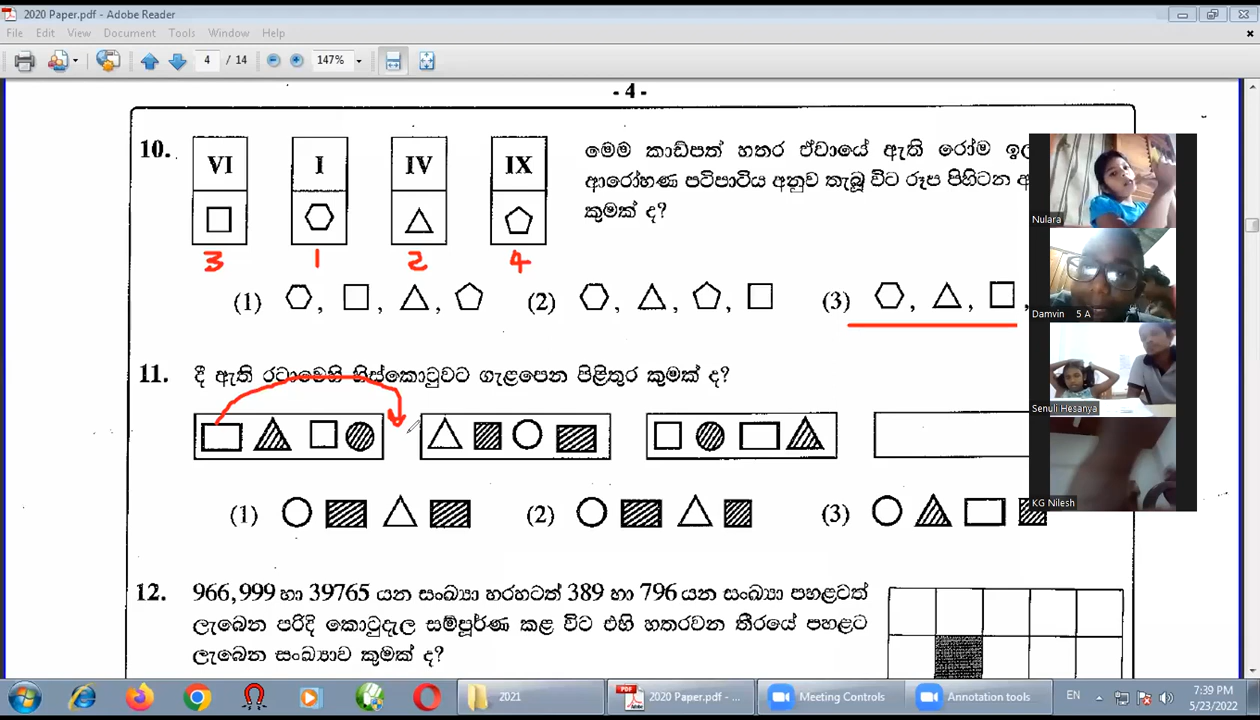 2020 Paper.pdf - Adobe Reader
File Edit View Document Tools Window Help
4 / 14 147%
- 4 -
10. VI I IV IX
මෙම කාඩ්පත් හතර ඒවායේ ඇති රෝම
ආරෝහණ පටිපාටිය අනුව තැබූ විට රූප පිහිටන
කුමක් ද?
3 1 2 4
(1) , , , (2) , , , (3) , , ,
11. දී ඇති රටාවෙහි හිස්කොටුවට ගැළපෙන පිළිතුර කුමක් ද?
(1) (2) (3)
12. 966,999 හා 39765 යන සංඛ්‍යා හරහටත් 389 හා 796 යන සංඛ්‍යා පහළටත්
ලැබෙන පරිදි කොටුදැල සම්පූර්ණ කළ විට එහි හතරවන තීරයේ පහළට
ලැබෙන සංඛ්‍යාව කුමක් ද?
Nulara
Damvin 5 A
Senuli Hesanya
KG Nilesh
2021 2020 Paper.pdf - ... Meeting Controls Annotation tools EN 7:39 PM
5/23/2022